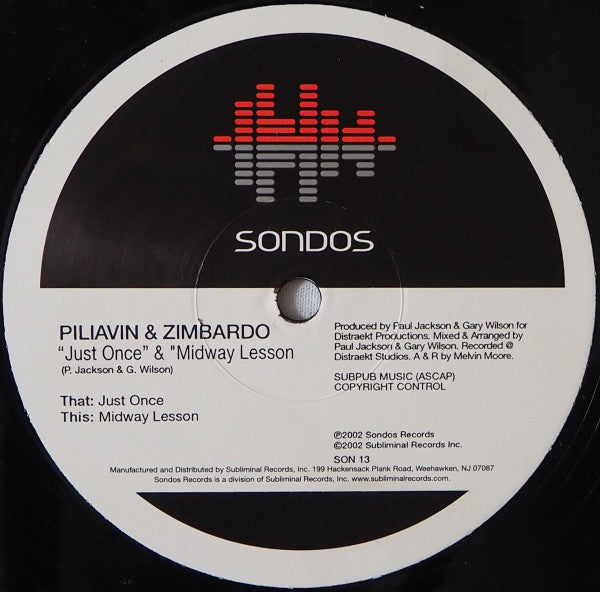 SONDOS
PILIAVIN & ZIMBARDO
“Just Once” & "Midway Lesson
(P. Jackson & G. Wilson)
That: Just Once
This: Midway Lesson
Produced by Paul Jackson & Gary Wilson for
Distraekt Productions. Mixed & Arranged by
Paul Jackson & Gary Wilson. Recorded @
Distraekt Studios. A & R by Melvin Moore.
SUBPUB MUSIC (ASCAP)
COPYRIGHT CONTROL
℗2002 Sondos Records
©2002 Subliminal Records Inc.
SON 13
Manufactured and Distributed by Subliminal Records, Inc. 199 Hackensack Plank Road, Weehawken, NJ 07087
Sondos Records is a division of Subliminal Records, Inc. www.subliminalrecords.com.